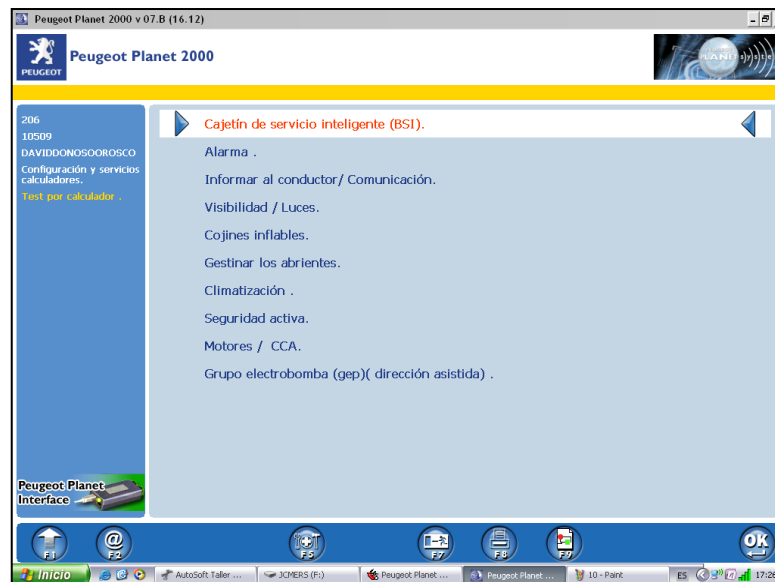 Peugeot Planet 2000 v 07.B (16.12)
PEUGEOT
Peugeot Planet 2000
206
10509
DAVIDDONOSOOROSCO
Configuración y servicios
calculadores.
Test por calculador .
Cajetín de servicio inteligente (BSI).
Alarma .
Informar al conductor/ Comunicación.
Visibilidad / Luces.
Cojines inflables.
Gestinar los abrientes.
Climatización .
Seguridad activa.
Motores / CCA.
Grupo electrobomba (gep)( dirección asistida) .
Peugeot Planet
Interface
F1
@
F2
F5
F7
F8
F9
OK
Inicio
AutoSoft Taller ...
JCMERS (F:)
Peugeot Planet ...
Peugeot Planet ...
10 - Paint
ES
17:26